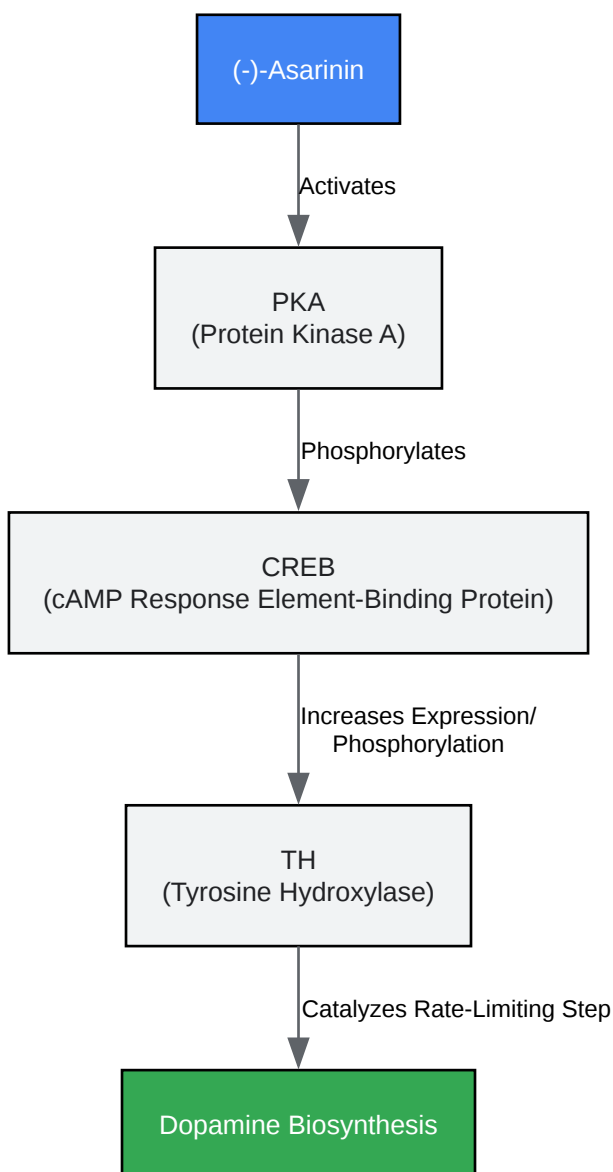 (-)-Asarinin
Activates
PKA
(Protein Kinase A)
Phosphorylates
CREB
(cAMP Response Element-Binding Protein)
Increases Expression/
Phosphorylation
TH
(Tyrosine Hydroxylase)
Catalyzes Rate-Limiting Step
Dopamine Biosynthesis